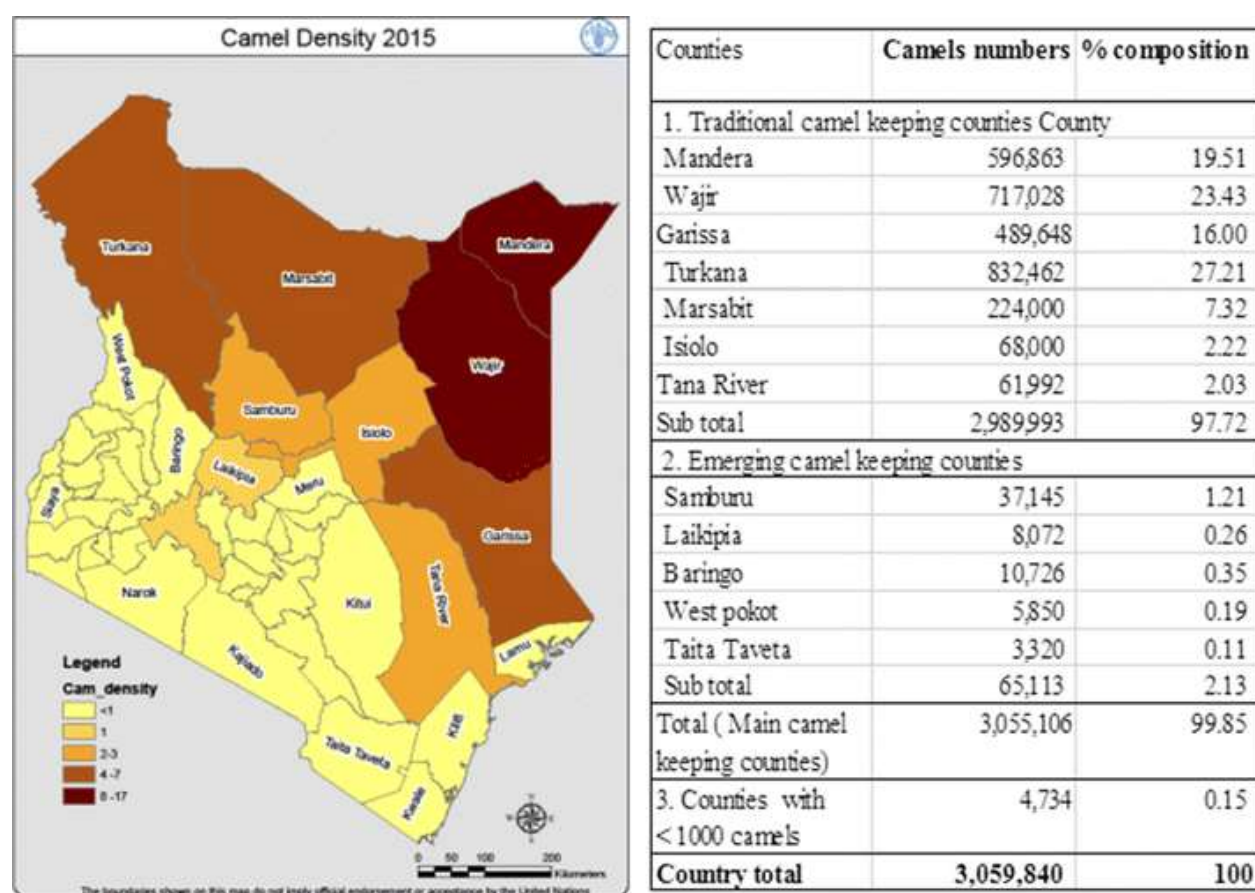 Camel Density 2015
Turkana
Marsabit
Mandera
Wajir
West Pokot
Samburu
Isiolo
Baringo
Laikipia
Meru
Siaya
Garissa
Narok
Kitui
Tana River
Kajiado
Lamu
Taita Taveta
Kilifi
Kwale
Legend
Cam_density
<1
1
2-3
4-7
8-17
0 50 100 200
Kilometers
The boundaries shown on this map do not imply official endorsement or acceptance by the United Nations
Counties Camels numbers % composition
1. Traditional camel keeping counties County
Mandera 596,863 19.51
Wajir 717,028 23.43
Garissa 489,648 16.00
Turkana 832,462 27.21
Marsabit 224,000 7.32
Isiolo 68,000 2.22
Tana River 61,992 2.03
Sub total 2,989,993 97.72
2. Emerging camel keeping counties
Samburu 37,145 1.21
Laikipia 8,072 0.26
Baringo 10,726 0.35
West pokot 5,850 0.19
Taita Taveta 3,320 0.11
Sub total 65,113 2.13
Total ( Main camel 3,055,106 99.85
keeping counties)
3. Counties with 4,734 0.15
<1000 camels
Country total 3,059,840 100